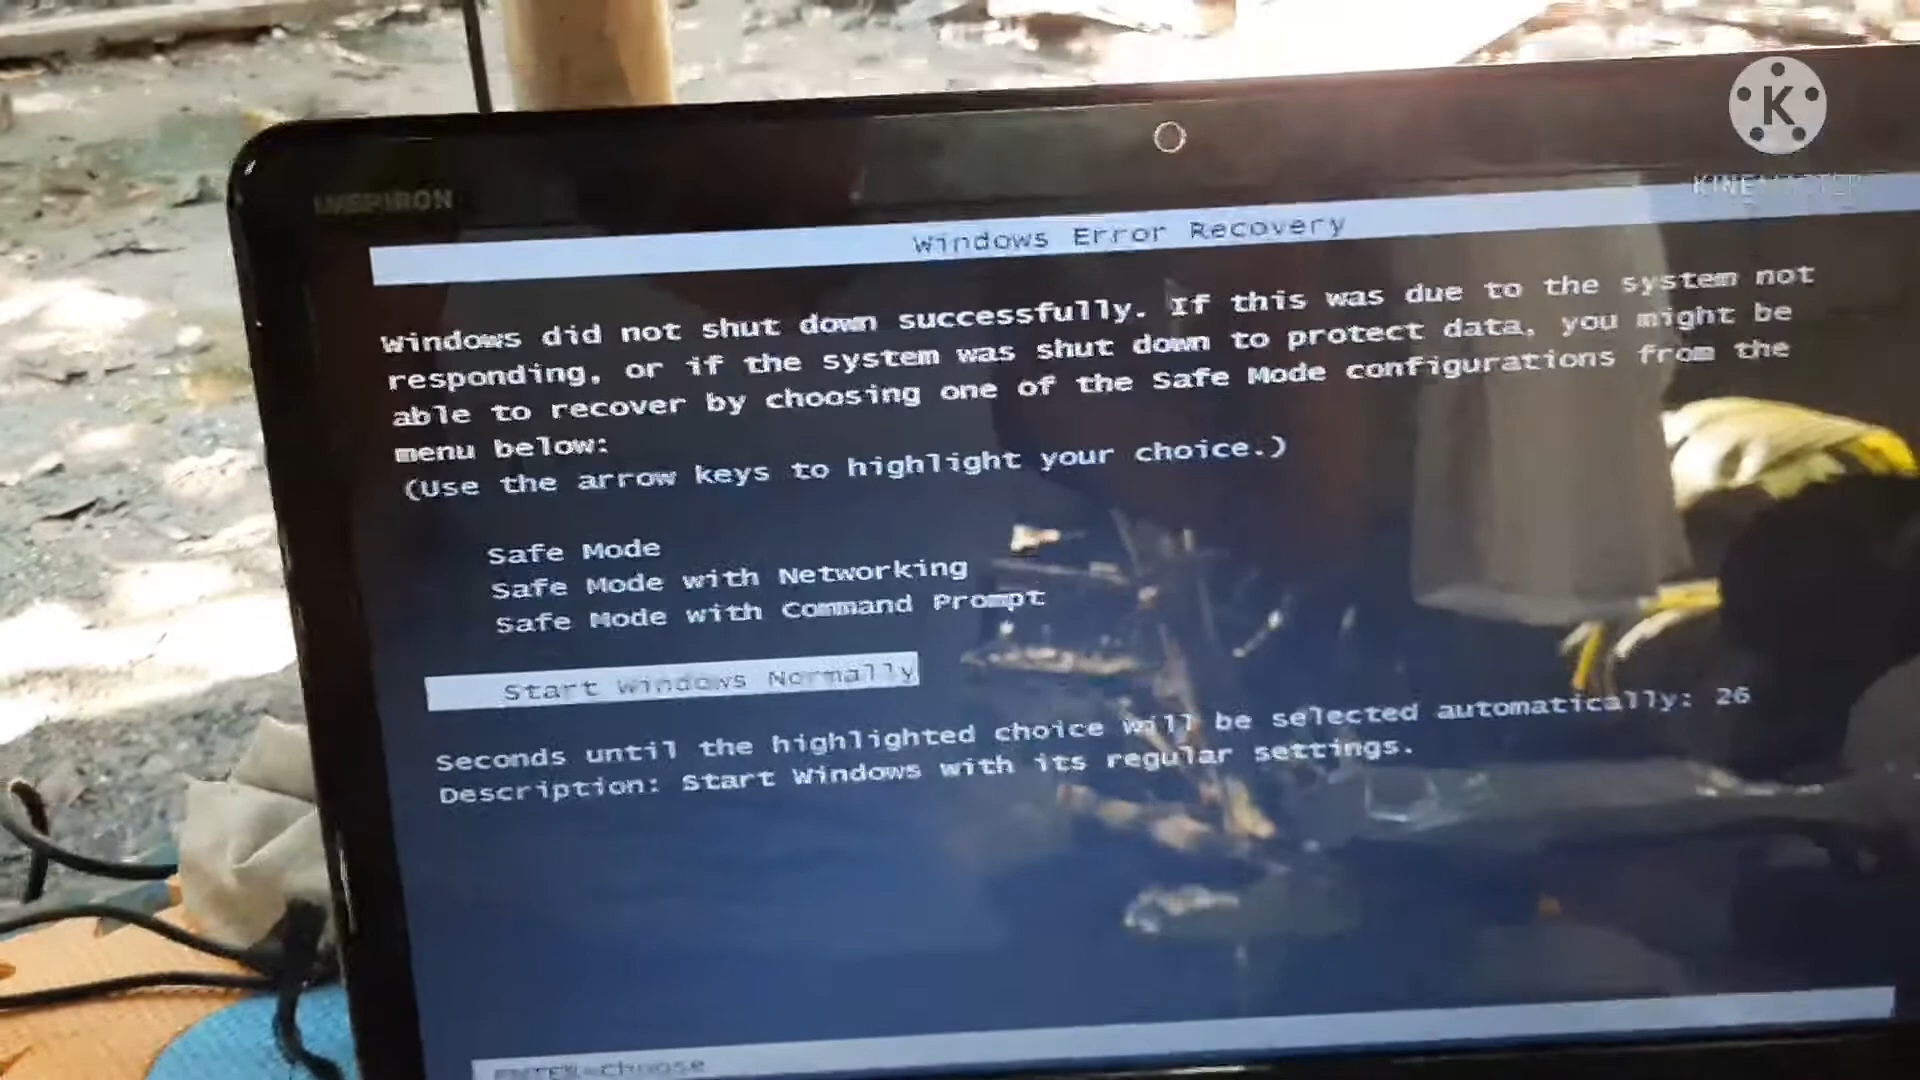 K
KINEMASTER
INSPIRON
Windows Error Recovery
Windows did not shut down successfully. If this was due to the system not
responding, or if the system was shut down to protect data, you might be
able to recover by choosing one of the Safe Mode configurations from the
menu below:
(Use the arrow keys to highlight your choice.)
Safe Mode
Safe Mode with Networking
Safe Mode with Command Prompt
Start Windows Normally
Seconds until the highlighted choice will be selected automatically: 26
Description: Start Windows with its regular settings.
ENTER=Choose